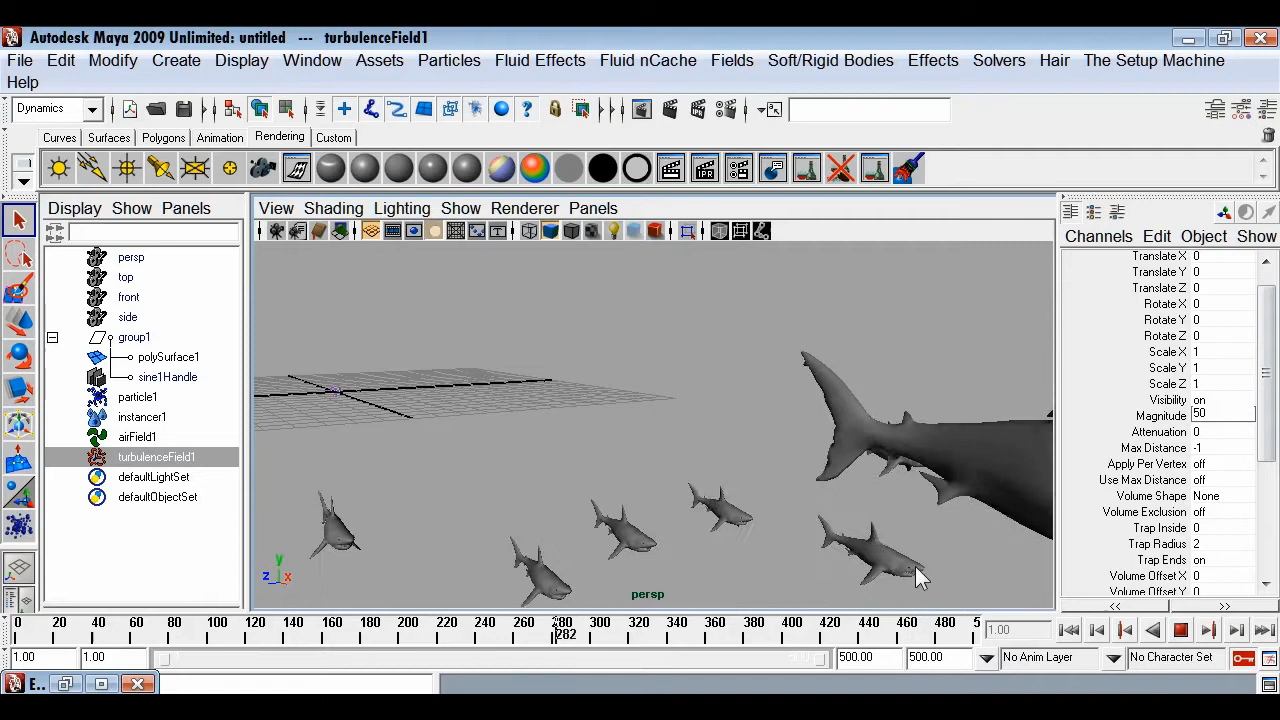 Autodesk Maya 2009 Unlimited: untitled --- turbulenceField1
File Edit Modify Create Display Window Assets Particles Fluid Effects Fluid nCache Fields Soft/Rigid Bodies Effects Solvers Hair The Setup Machine
Help
Dynamics
IPR
Curves Surfaces Polygons Animation Rendering Custom
IPR
Display Show Panels
View Shading Lighting Show Renderer Panels
Channels Edit Object Show
persp
top
front
side
group1
polySurface1
sine1Handle
particle1
instancer1
airField1
turbulenceField1
defaultLightSet
defaultObjectSet
y
z x
persp
Translate X 0
Translate Y 0
Translate Z 0
Rotate X 0
Rotate Y 0
Rotate Z 0
Scale X 1
Scale Y 1
Scale Z 1
Visibility on
Magnitude 50
Attenuation 0
Max Distance -1
Apply Per Vertex off
Use Max Distance off
Volume Shape None
Volume Exclusion off
Trap Inside 0
Trap Radius 2
Trap Ends on
Volume Offset X 0
Volume Offset Y 0
<< >>
0 20 40 60 80 100 120 140 160 180 200 220 240 260 280 300 320 340 360 380 400 420 440 460 480 5
282
1.00
1.00 1.00 500.00 500.00 No Anim Layer No Character Set
E..